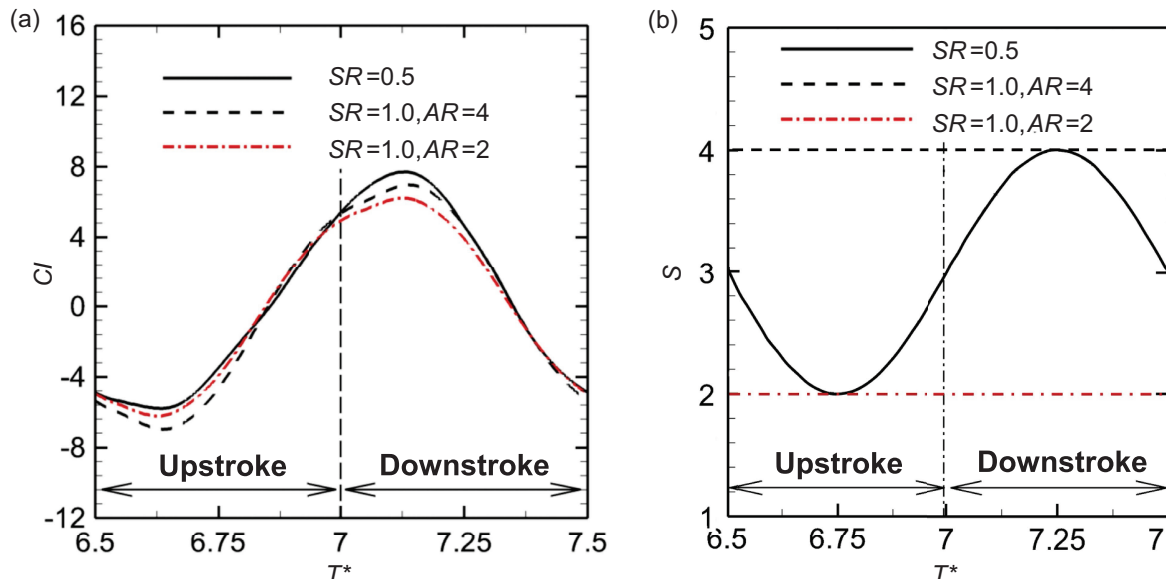 (a)
16
12
8
4
0
-4
-8
-12
Cl
SR=0.5
SR=1.0,AR=4
SR=1.0,AR=2
Upstroke
Downstroke
6.5
6.75
7
7.25
7.5
T*
(b)
5
4
3
2
1
S
SR=0.5
SR=1.0,AR=4
SR=1.0,AR=2
Upstroke
Downstroke
6.5
6.75
7
7.25
7
T*